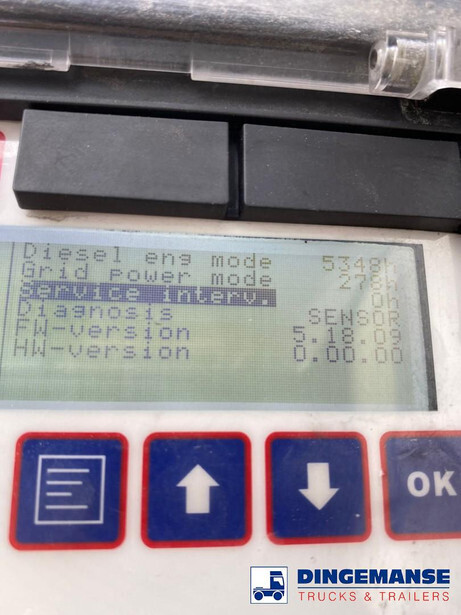 Diesel eng mode 5348h
Grid power mode 278h
Service interv. 0h
Diagnosis SENSOR
FW-version 5.18.09
HW-version 0.00.00
OK
DINGEMANSE
TRUCKS & TRAILERS